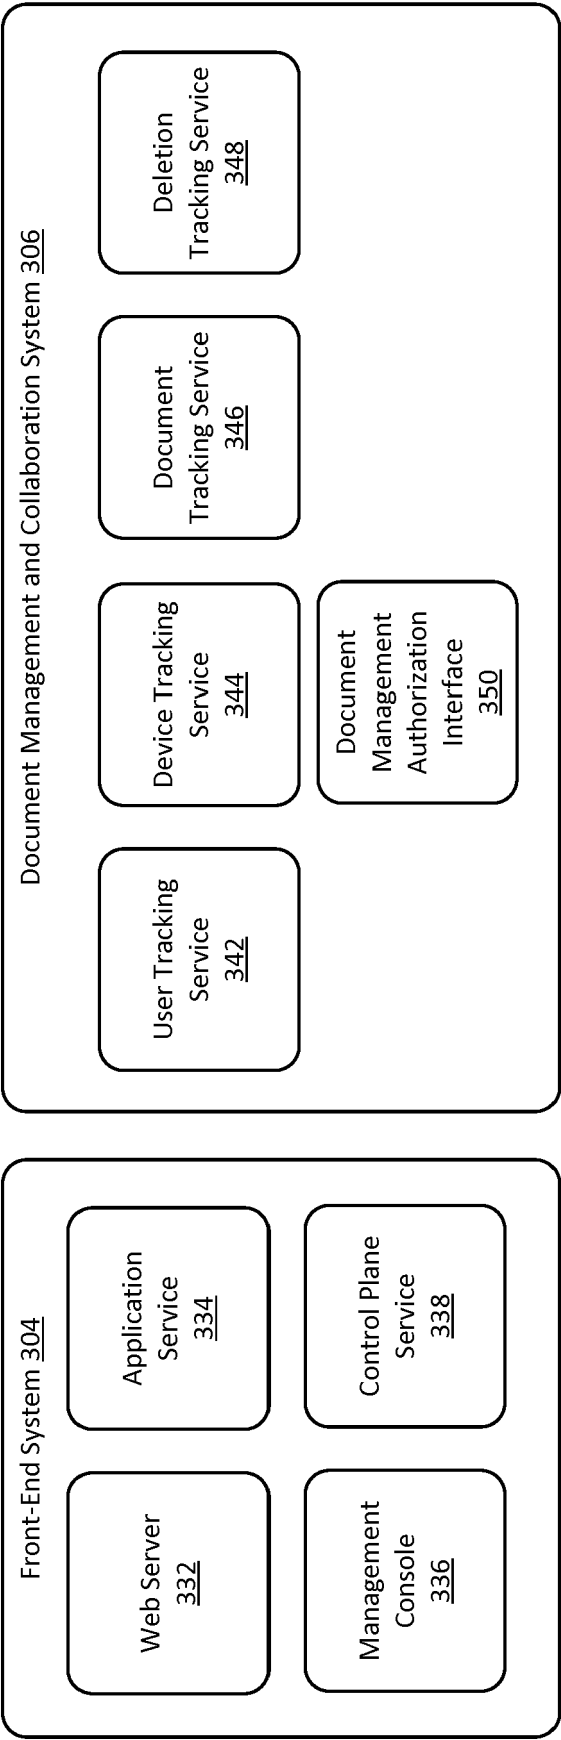 Front-End System 304
Web Server
332
Application
Service
334
Management
Console
336
Control Plane
Service
338
Document Management and Collaboration System 306
User Tracking
Service
342
Device Tracking
Service
344
Document
Tracking Service
346
Deletion
Tracking Service
348
Document
Management
Authorization
Interface
350